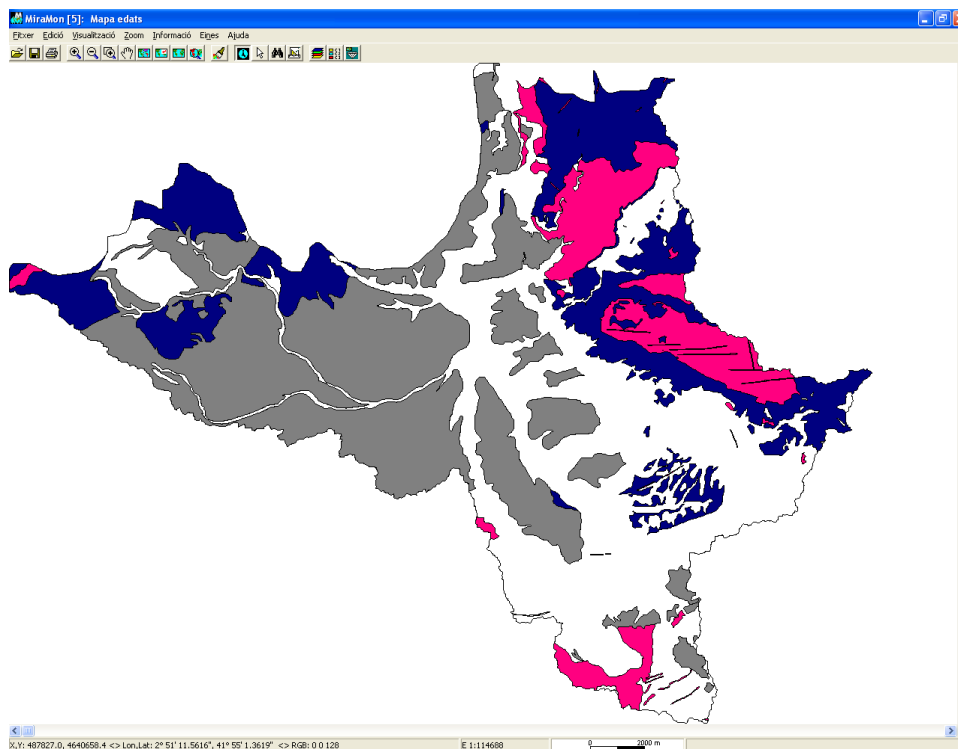 MiraMon [5]: Mapa edats
Fitxer Edició Visualització Zoom Informació Eines Ajuda
X,Y: 487827.0, 4640658.4 <> Lon,Lat: 2° 51' 11.5616", 41° 55' 1.3619" <> RGB: 0 0 128 E 1:114688 0 2000 m